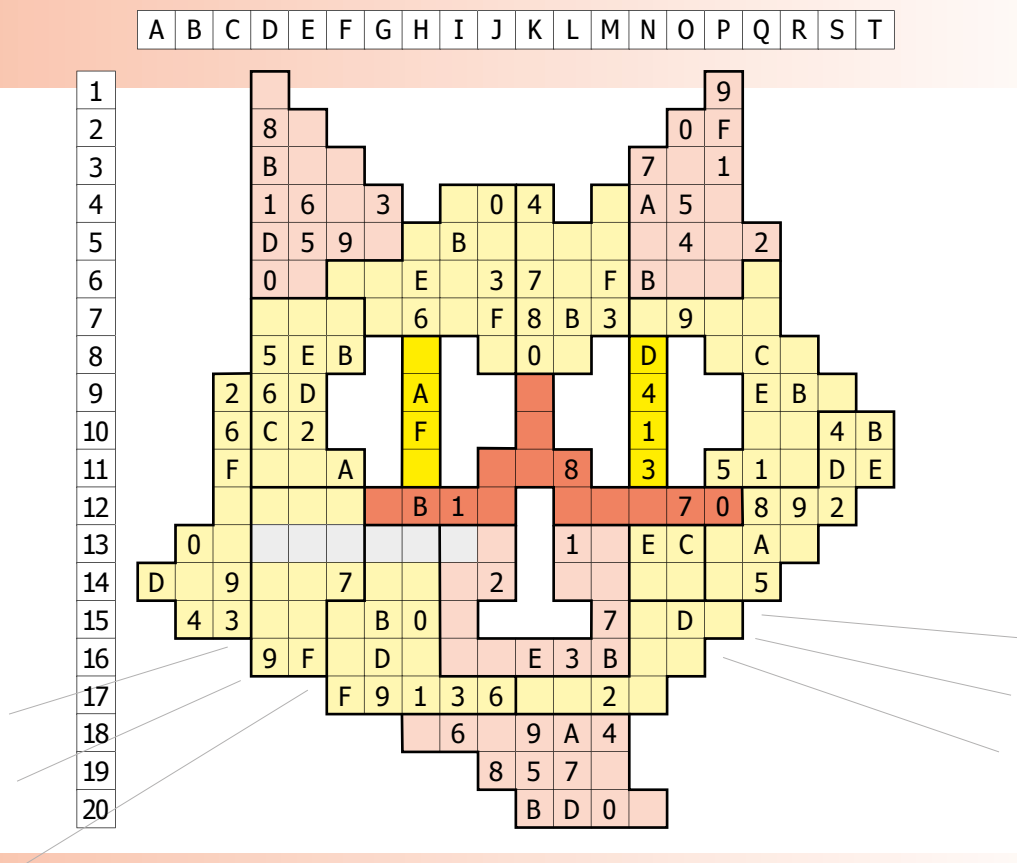 A B C D E F G H I J K L M N O P Q R S T
1 9
2 8 0 F
3 B 7 1
4 1 6 3 0 4 A 5
5 D 5 9 B 4 2
6 0 E 3 7 F B
7 6 F 8 B 3 9
8 5 E B 0 D C
9 2 6 D A 4 E B
10 6 C 2 F 1 4 B
11 F A 8 3 5 1 D E
12 B 1 7 0 8 9 2
13 0 1 E C A
14 D 9 7 2 5
15 4 3 B 0 7 D
16 9 F D E 3 B
17 F 9 1 3 6 2
18 6 9 A 4
19 8 5 7
20 B D 0